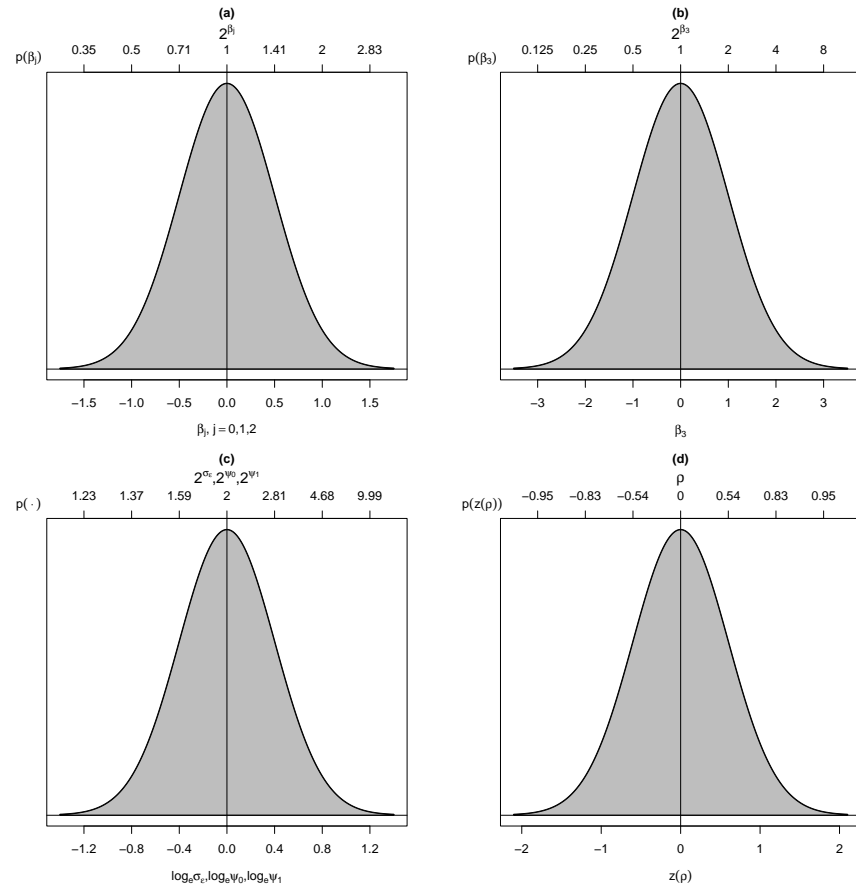 (a)
2^βj
p(βj)
0.35 0.5 0.71 1 1.41 2 2.83
−1.5 −1.0 −0.5 0.0 0.5 1.0 1.5
βj, j = 0,1,2
(b)
2^β3
p(β3)
0.125 0.25 0.5 1 2 4 8
−3 −2 −1 0 1 2 3
β3
(c)
2^σε,2^ψ0,2^ψ1
p( · )
1.23 1.37 1.59 2 2.81 4.68 9.99
−1.2 −0.8 −0.4 0.0 0.4 0.8 1.2
logeσε,logeψ0,logeψ1
(d)
ρ
p(z(ρ))
−0.95 −0.83 −0.54 0 0.54 0.83 0.95
−2 −1 0 1 2
z(ρ)